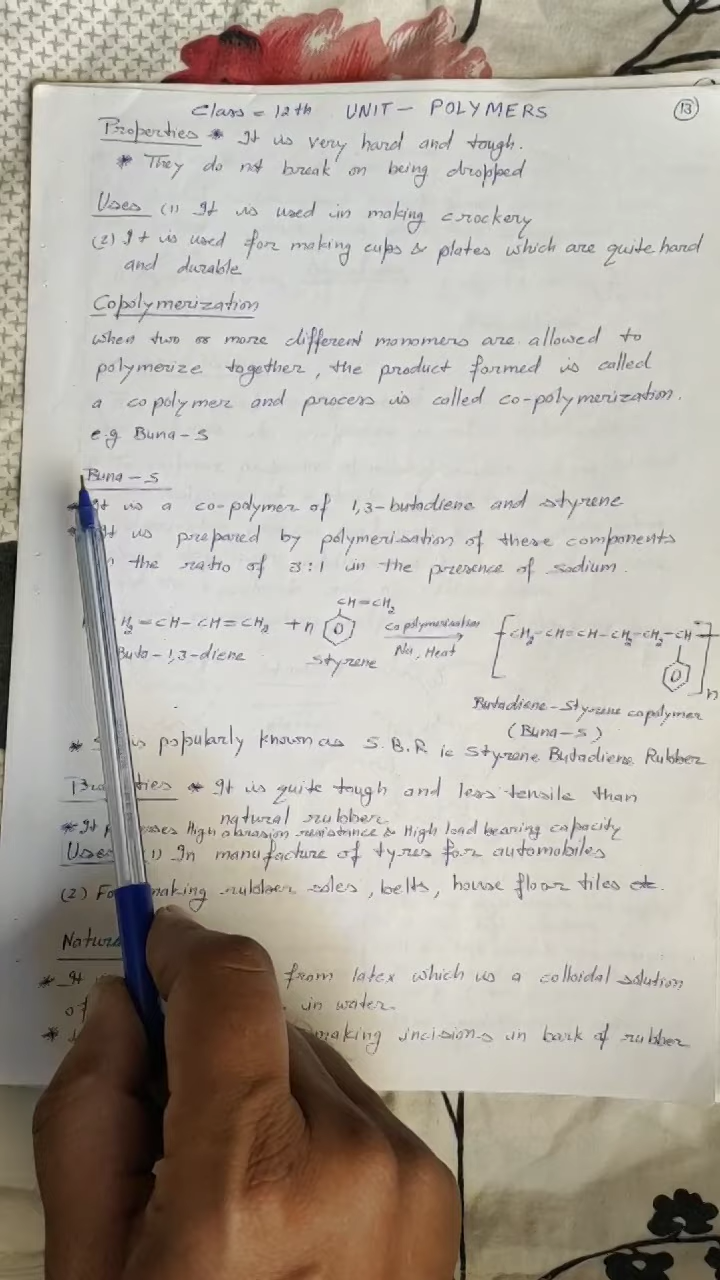 Class = 12th UNIT - POLYMERS
13
Properties * It is very hard and tough.
* They do not break on being dropped
Uses (1) It is used in making crockery
(2) It is used for making cups & plates which are quite hard
and durable
Copolymerization
When two or more different monomers are allowed to
polymerize together, the product formed is called
a copolymer and process is called co-polymerization.
e.g Buna-S
Buna-S
It is a co-polymer of 1,3-butadiene and styrene
It is prepared by polymerisation of these components
the ratio of 3:1 in the presence of sodium.
H2=CH-CH=CH2 + n CH=CH2 Copolymerisation Na, Heat [CH2-CH=CH-CH2-CH2-CH]n
Buta-1,3-diene Styrene
Butadiene-Styrene copolymer
(Buna-S)
* is popularly known as S.B.R ie Styrene Butadiene Rubber
* It is quite tough and less tensile than
natural rubber
* It High abrasion resistance & High load bearing capacity
Uses (1) In manufacture of tyres for automobiles
(2) making rubber soles, belts, house floor tiles etc.
* It from latex which is a colloidal solution
of in water.
* making incisions in bark of rubber